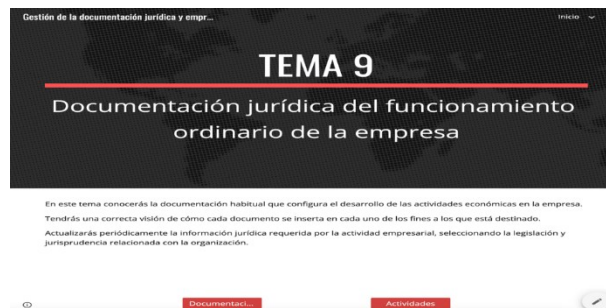 Gestión de la documentación jurídica y empr...
Inicio
TEMA 9
Documentación jurídica del funcionamiento
ordinario de la empresa
En este tema conocerás la documentación habitual que configura el desarrollo de las actividades económicas en la empresa.
Tendrás una correcta visión de cómo cada documento se inserta en cada uno de los fines a los que está destinado.
Actualizarás periódicamente la información jurídica requerida por la actividad empresarial, seleccionando la legislación y
jurisprudencia relacionada con la organización.
Documentaci...
Actividades